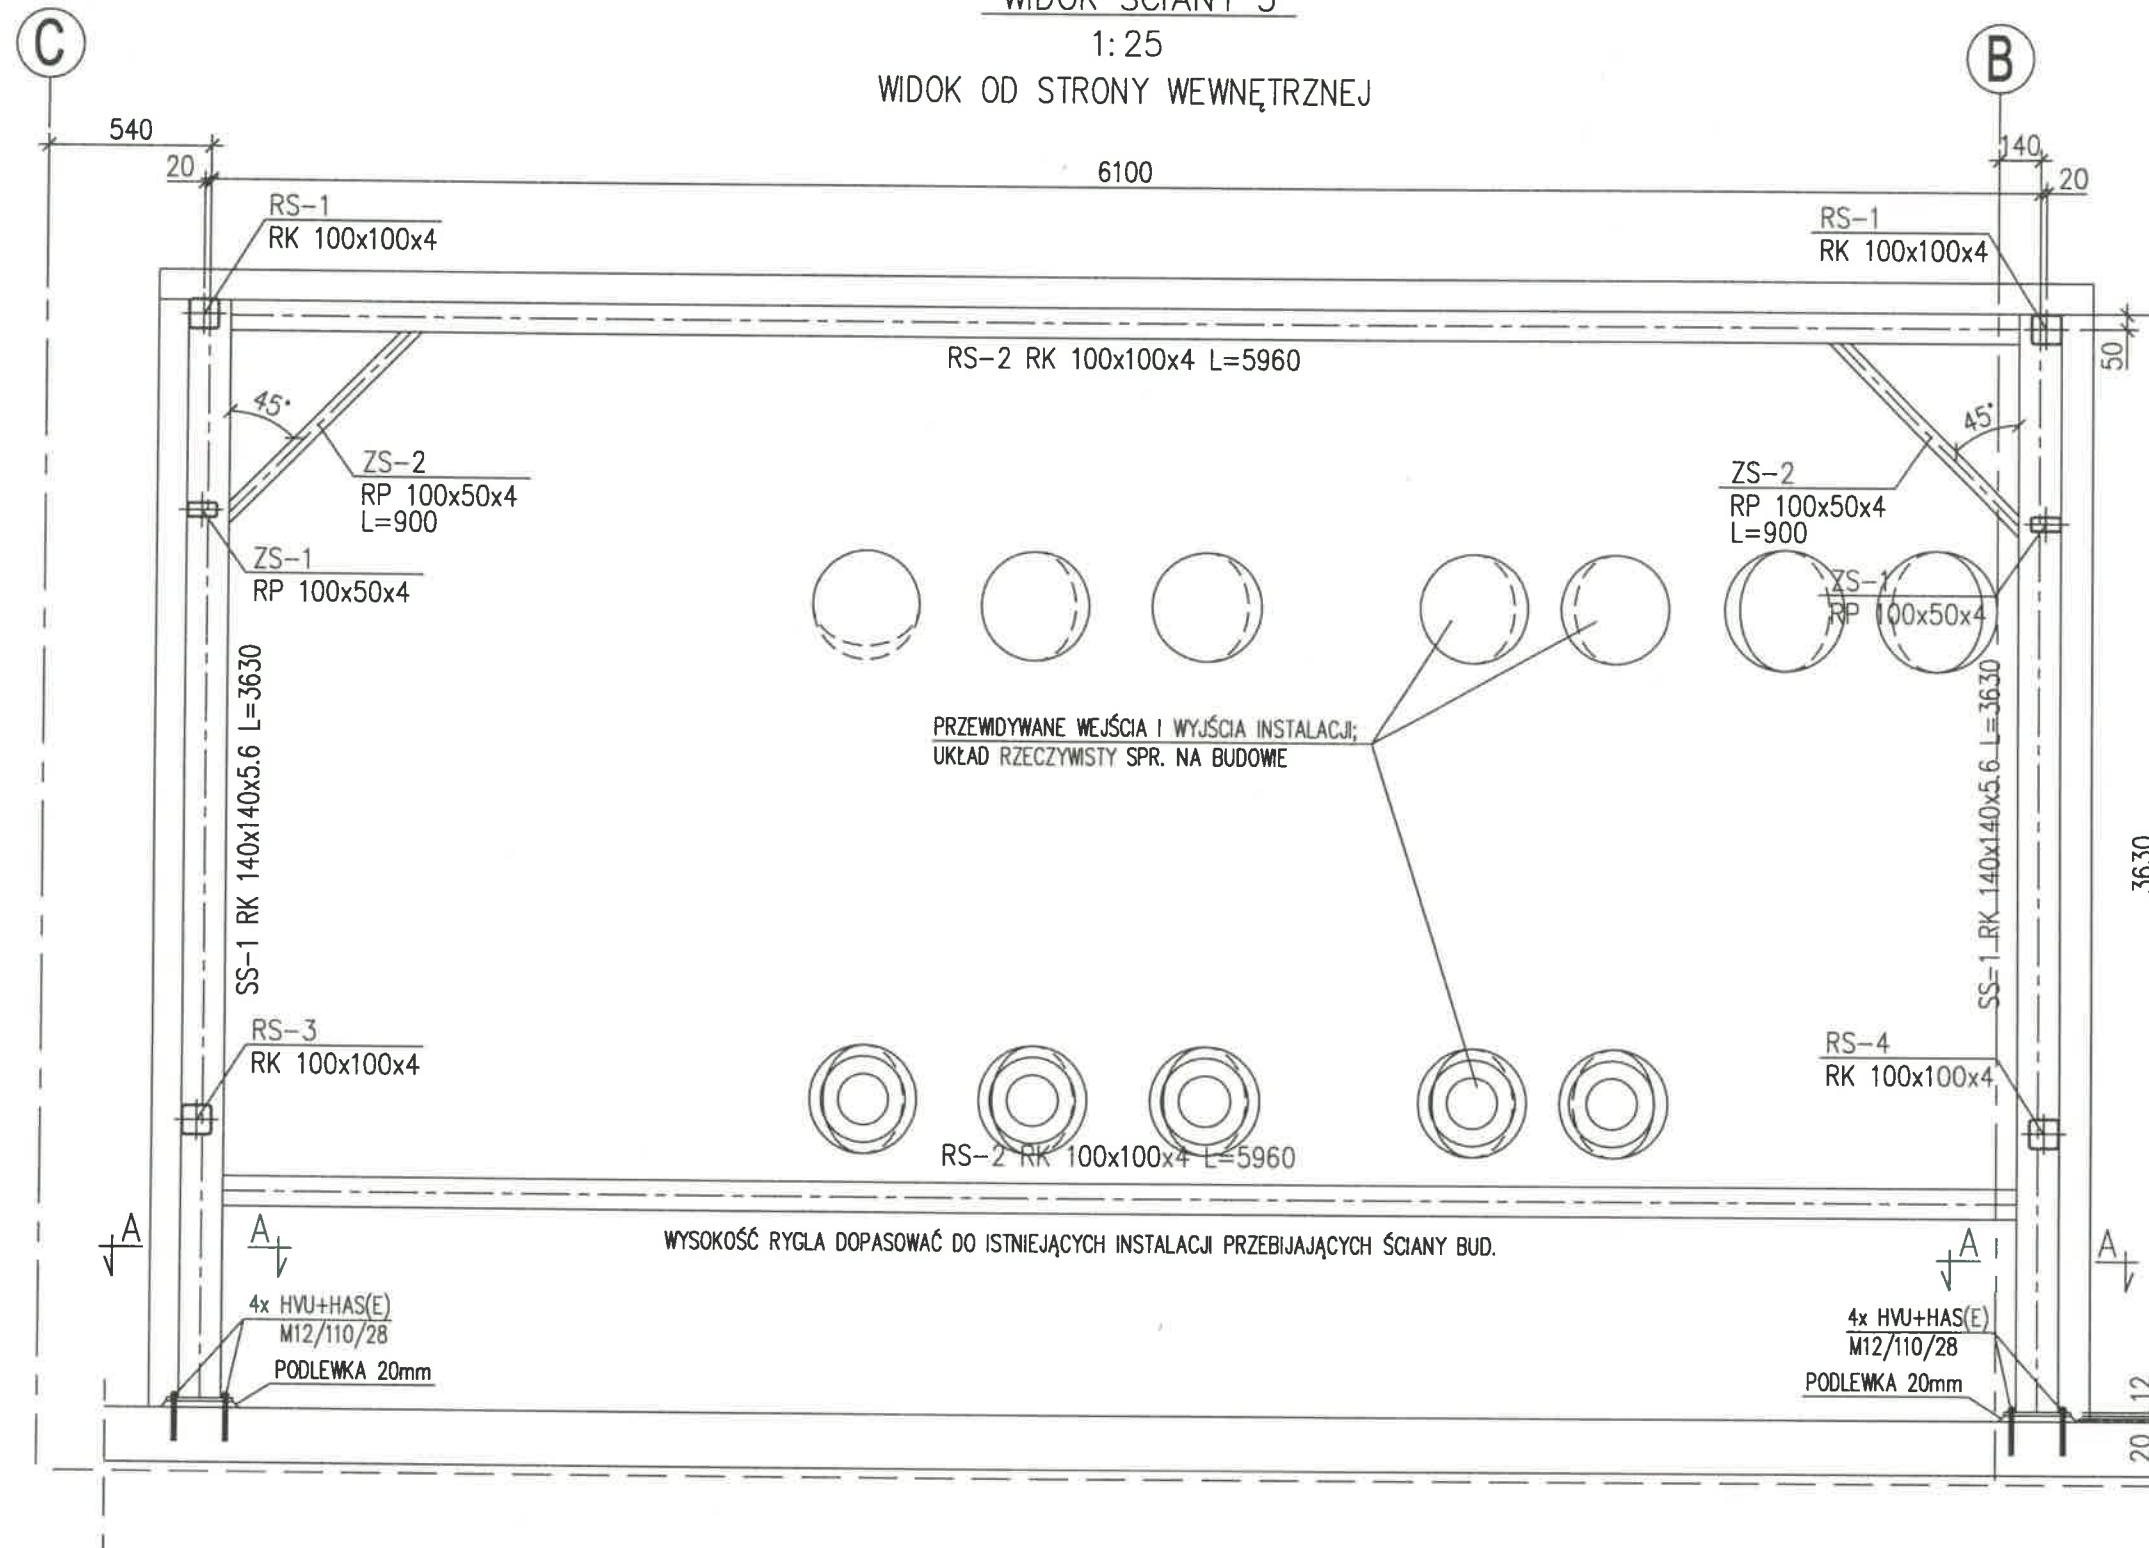 WIDOK ŚCIANY 3
1:25
WIDOK OD STRONY WEWNĘTRZNEJ
C
B
540
20
6100
140
20
RS-1
RK 100x100x4
RS-1
RK 100x100x4
RS-2 RK 100x100x4 L=5960
50
45°
45°
ZS-2
RP 100x50x4
L=900
ZS-2
RP 100x50x4
L=900
ZS-1
RP 100x50x4
ZS-1
RP 100x50x4
SS-1 RK 140x140x5.6 L=3630
SS-1 RK 140x140x5.6 L=3630
PRZEWIDYWANE WEJŚCIA I WYJŚCIA INSTALACJI;
UKŁAD RZECZYWISTY SPR. NA BUDOWIE
3630
RS-3
RK 100x100x4
RS-4
RK 100x100x4
RS-2 RK 100x100x4 L=5960
WYSOKOŚĆ RYGLA DOPASOWAĆ DO ISTNIEJĄCYCH INSTALACJI PRZEBIJAJĄCYCH ŚCIANY BUD.
A
A
A
A
4x HVU+HAS(E)
M12/110/28
PODLEWKA 20mm
4x HVU+HAS(E)
M12/110/28
PODLEWKA 20mm
12
20